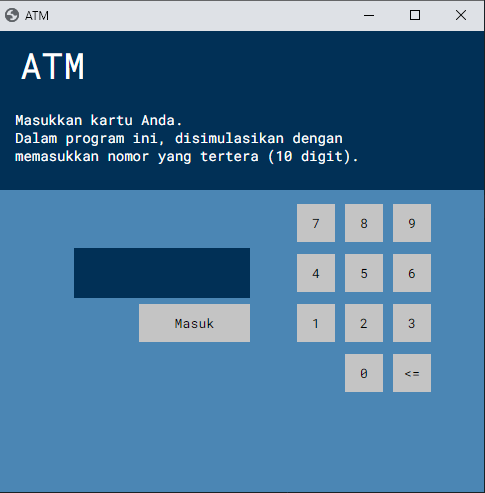 ATM
ATM
Masukkan kartu Anda.
Dalam program ini, disimulasikan dengan
memasukkan nomor yang tertera (10 digit).
7 8 9
4 5 6
Masuk
1 2 3
0 <=